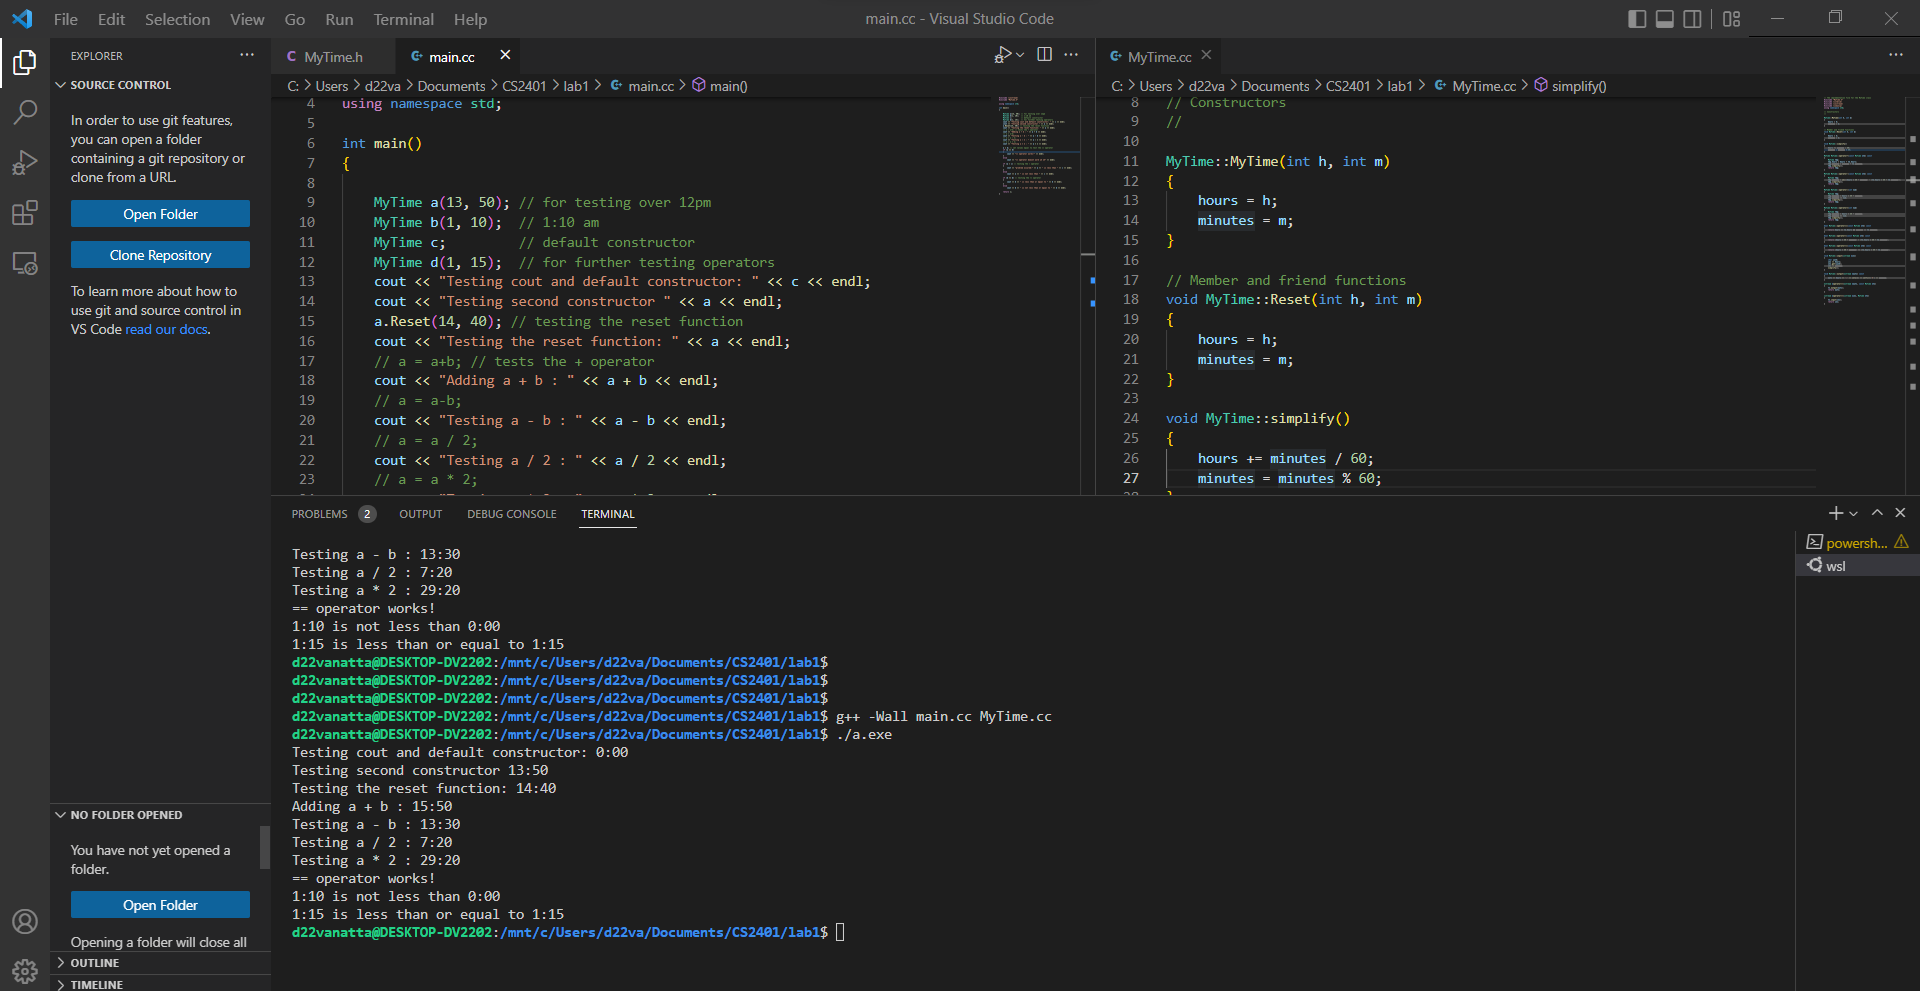 File Edit Selection View Go Run Terminal Help
main.cc - Visual Studio Code
EXPLORER
SOURCE CONTROL
In order to use git features,
you can open a folder
containing a git repository or
clone from a URL.
Open Folder
Clone Repository
To learn more about how to
use git and source control in
VS Code read our docs.
NO FOLDER OPENED
You have not yet opened a
folder.
Open Folder
Opening a folder will close all
OUTLINE
TIMELINE
MyTime.h main.cc
C: > Users > d22va > Documents > CS2401 > lab1 > main.cc > main()
4 using namespace std;
5
6 int main()
7 {
8
9 MyTime a(13, 50); // for testing over 12pm
10 MyTime b(1, 10); // 1:10 am
11 MyTime c; // default constructor
12 MyTime d(1, 15); // for further testing operators
13 cout << "Testing cout and default constructor: " << c << endl;
14 cout << "Testing second constructor " << a << endl;
15 a.Reset(14, 40); // testing the reset function
16 cout << "Testing the reset function: " << a << endl;
17 // a = a+b; // tests the + operator
18 cout << "Adding a + b : " << a + b << endl;
19 // a = a-b;
20 cout << "Testing a - b : " << a - b << endl;
21 // a = a / 2;
22 cout << "Testing a / 2 : " << a / 2 << endl;
23 // a = a * 2;
MyTime.cc
C: > Users > d22va > Documents > CS2401 > lab1 > MyTime.cc > simplify()
8 // Constructors
9 //
10
11 MyTime::MyTime(int h, int m)
12 {
13 hours = h;
14 minutes = m;
15 }
16
17 // Member and friend functions
18 void MyTime::Reset(int h, int m)
19 {
20 hours = h;
21 minutes = m;
22 }
23
24 void MyTime::simplify()
25 {
26 hours += minutes / 60;
27 minutes = minutes % 60;
28 }
PROBLEMS 2 OUTPUT DEBUG CONSOLE TERMINAL
Testing a - b : 13:30
Testing a / 2 : 7:20
Testing a * 2 : 29:20
== operator works!
1:10 is not less than 0:00
1:15 is less than or equal to 1:15
d22vanatta@DESKTOP-DV2202:/mnt/c/Users/d22va/Documents/CS2401/lab1$
d22vanatta@DESKTOP-DV2202:/mnt/c/Users/d22va/Documents/CS2401/lab1$
d22vanatta@DESKTOP-DV2202:/mnt/c/Users/d22va/Documents/CS2401/lab1$
d22vanatta@DESKTOP-DV2202:/mnt/c/Users/d22va/Documents/CS2401/lab1$ g++ -Wall main.cc MyTime.cc
d22vanatta@DESKTOP-DV2202:/mnt/c/Users/d22va/Documents/CS2401/lab1$ ./a.exe
Testing cout and default constructor: 0:00
Testing second constructor 13:50
Testing the reset function: 14:40
Adding a + b : 15:50
Testing a - b : 13:30
Testing a / 2 : 7:20
Testing a * 2 : 29:20
== operator works!
1:10 is not less than 0:00
1:15 is less than or equal to 1:15
d22vanatta@DESKTOP-DV2202:/mnt/c/Users/d22va/Documents/CS2401/lab1$
powersh...
wsl